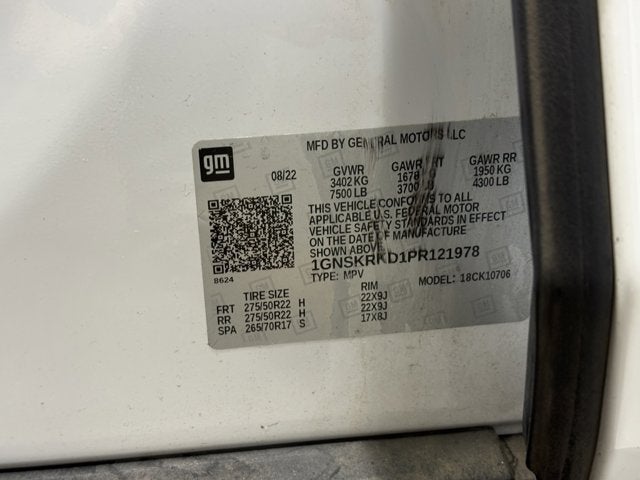 MFD BY GENERAL MOTORS LLC
gm
08/22
GVWR GAWR FRT GAWR RR
3402 KG 1678 1950 KG
7500 LB 3700 LB 4300 LB
THIS VEHICLE CONFORMS TO ALL
APPLICABLE U.S. FEDERAL MOTOR
VEHICLE SAFETY STANDARDS IN EFFECT
ON THE DATE OF MANUFACTURE
SHOWN ABOVE
1GNSKRKD1PR121978
8624
TYPE: MPV MODEL: 18CK10706
TIRE SIZE RIM
FRT 275/50R22 H 22X9J
RR 275/50R22 H 22X9J
SPA 265/70R17 S 17X8J